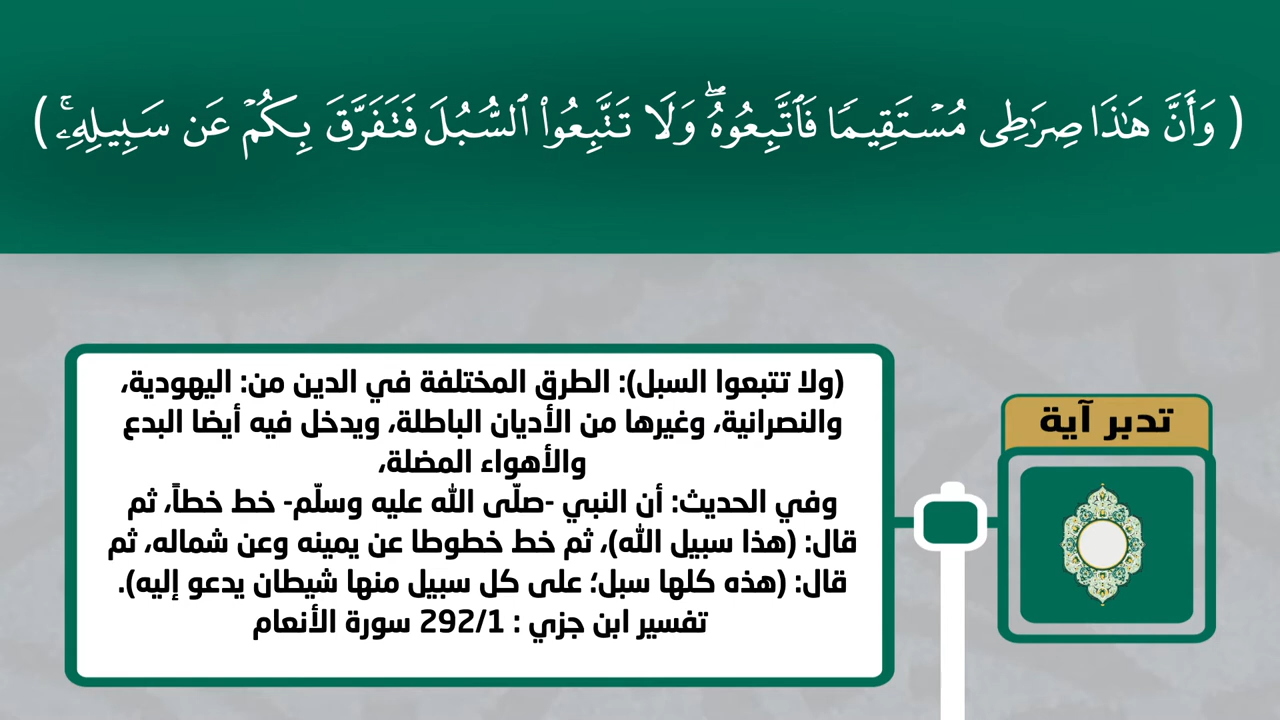 ( وَأَنَّ هَٰذَا صِرَٰطِى مُسْتَقِيمًا فَٱتَّبِعُوهُ ۖ وَلَا تَتَّبِعُوا۟ ٱلسُّبُلَ فَتَفَرَّقَ بِكُمْ عَن سَبِيلِهِۦ ۚ )
(ولا تتبعوا السبل): الطرق المختلفة في الدين من: اليهودية،
والنصرانية، وغيرها من الأديان الباطلة، ويدخل فيه أيضا البدع
والأهواء المضلة،
وفي الحديث: أن النبي -صلّى الله عليه وسلّم- خط خطاً، ثم
قال: (هذا سبيل الله)، ثم خط خطوطا عن يمينه وعن شماله، ثم
قال: (هذه كلها سبل؛ على كل سبيل منها شيطان يدعو إليه).
تفسير ابن جزي : 292/1 سورة الأنعام
تدبر آية